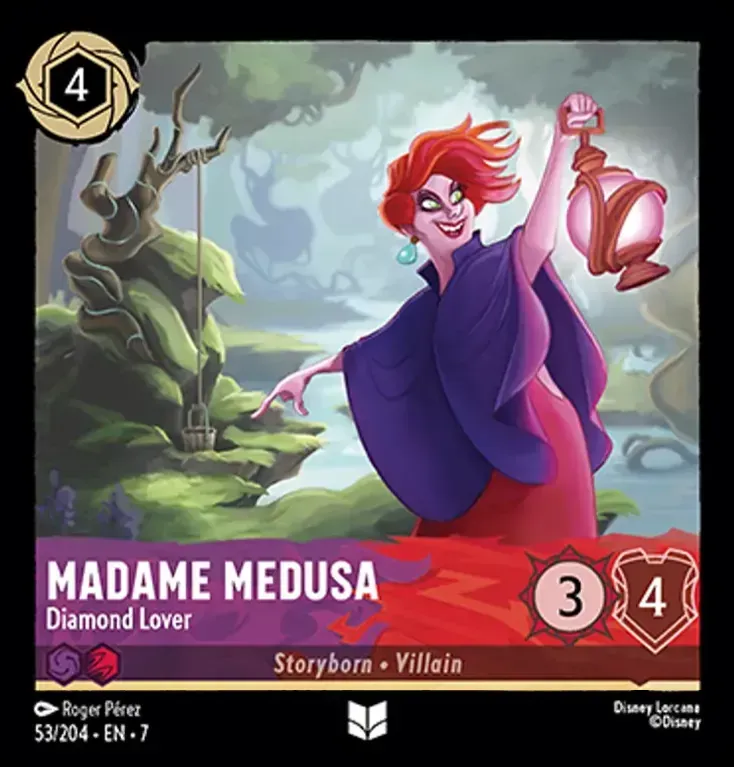 4
MADAME MEDUSA
Diamond Lover
3
4
Storyborn • Villain
Roger Pérez
53/204 • EN • 7
Disney Lorcana
©Disney